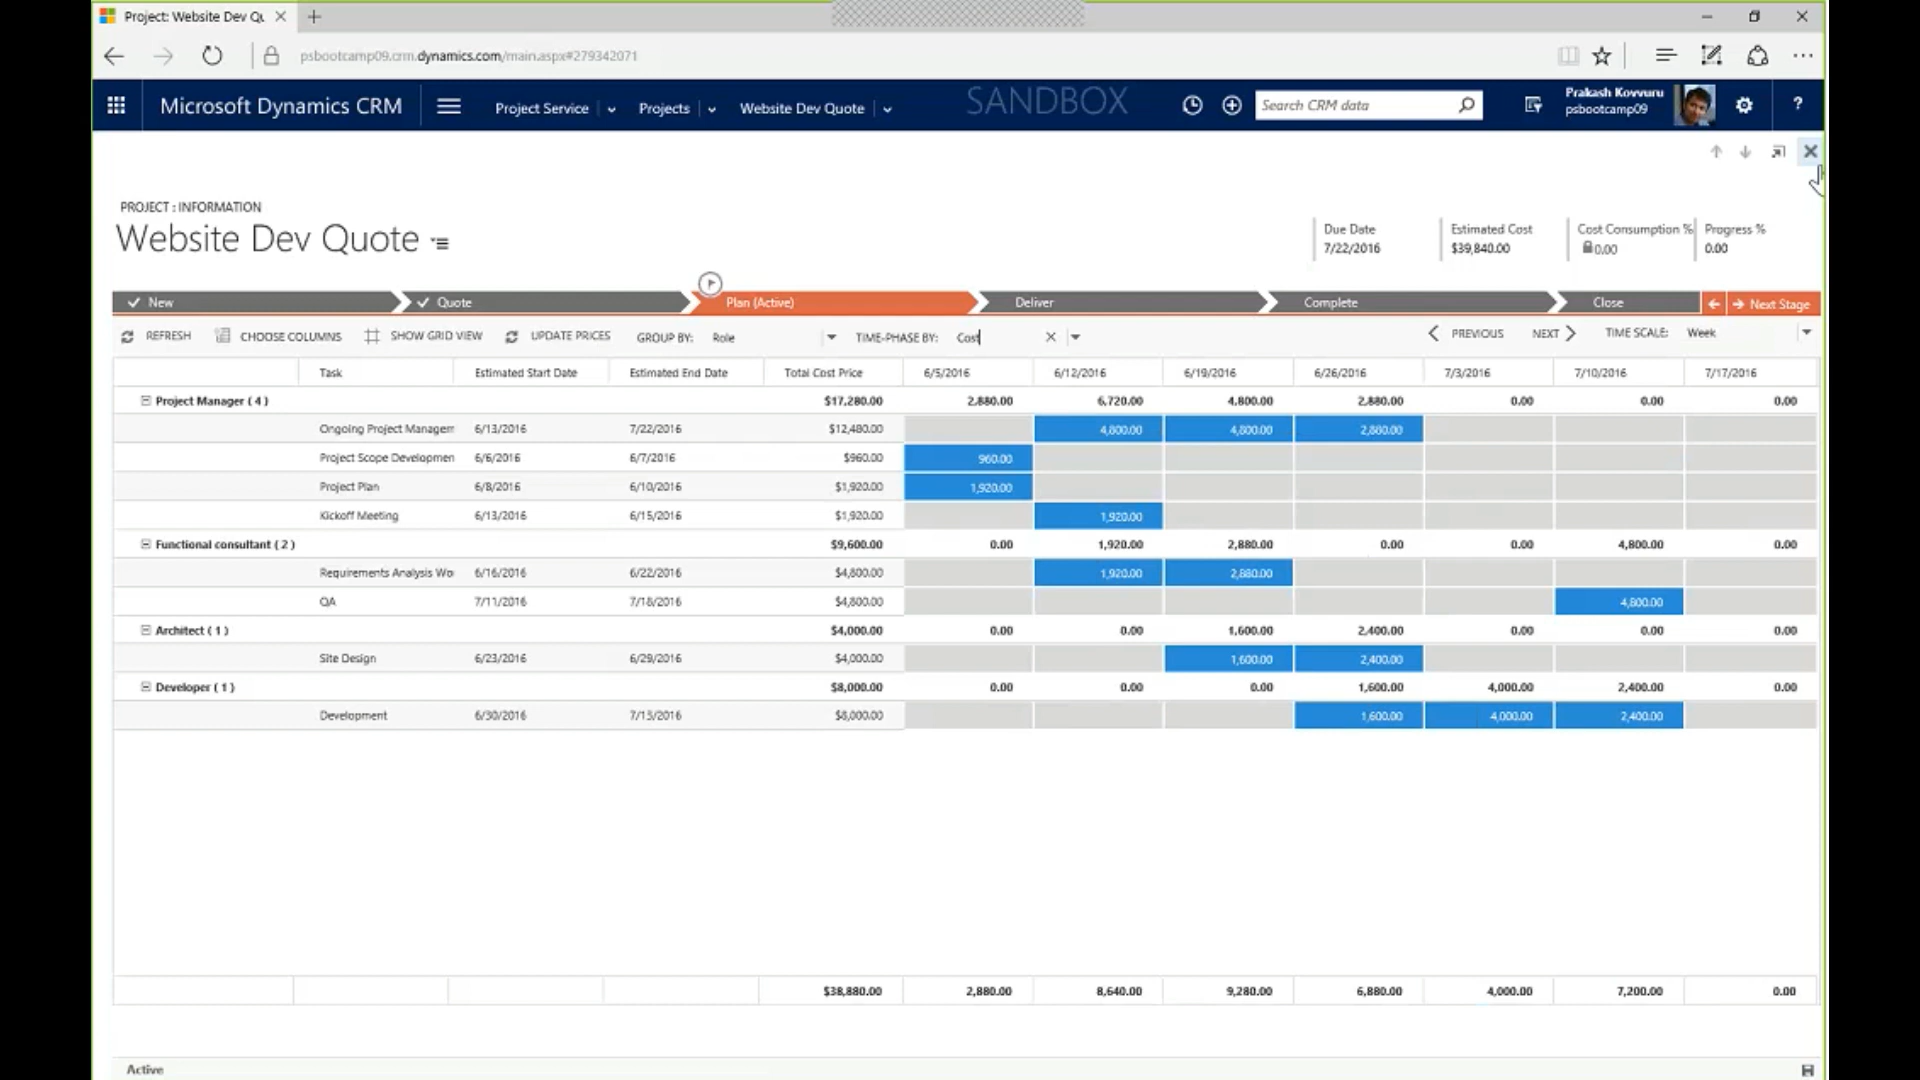 Project: Website Dev Qu
psbootcamp09.crm.dynamics.com/main.aspx#279342071
Microsoft Dynamics CRM Project Service Projects Website Dev Quote SANDBOX Search CRM data Prakash Kovvuru ?
psbootcamp09
PROJECT : INFORMATION
Website Dev Quote
Due Date Estimated Cost Cost Consumption % Progress %
7/22/2016 $39,840.00 0.00 0.00
New Quote Plan (Active) Deliver Complete Close Next Stage
REFRESH CHOOSE COLUMNS SHOW GRID VIEW UPDATE PRICES GROUP BY: Role TIME-PHASE BY: Cost PREVIOUS NEXT TIME SCALE: Week
Task Estimated Start Date Estimated End Date Total Cost Price 6/5/2016 6/12/2016 6/19/2016 6/26/2016 7/3/2016 7/10/2016 7/17/2016
Project Manager ( 4 ) $17,280.00 2,880.00 6,720.00 4,800.00 2,880.00 0.00 0.00 0.00
Ongoing Project Managem 6/13/2016 7/22/2016 $12,480.00 4,800.00 4,800.00 2,880.00
Project Scope Developmen 6/6/2016 6/7/2016 $960.00 960.00
Project Plan 6/8/2016 6/10/2016 $1,920.00 1,920.00
Kickoff Meeting 6/13/2016 6/15/2016 $1,920.00 1,920.00
Functional consultant ( 2 ) $9,600.00 0.00 1,920.00 2,880.00 0.00 0.00 4,800.00 0.00
Requirements Analysis Wo 6/16/2016 6/22/2016 $4,800.00 1,920.00 2,880.00
QA 7/11/2016 7/18/2016 $4,800.00 4,800.00
Architect ( 1 ) $4,000.00 0.00 0.00 1,600.00 2,400.00 0.00 0.00 0.00
Site Design 6/23/2016 6/29/2016 $4,000.00 1,600.00 2,400.00
Developer ( 1 ) $8,000.00 0.00 0.00 0.00 1,600.00 4,000.00 2,400.00 0.00
Development 6/30/2016 7/13/2016 $8,000.00 1,600.00 4,000.00 2,400.00
$38,880.00 2,880.00 8,640.00 9,280.00 6,880.00 4,000.00 7,200.00 0.00
Active